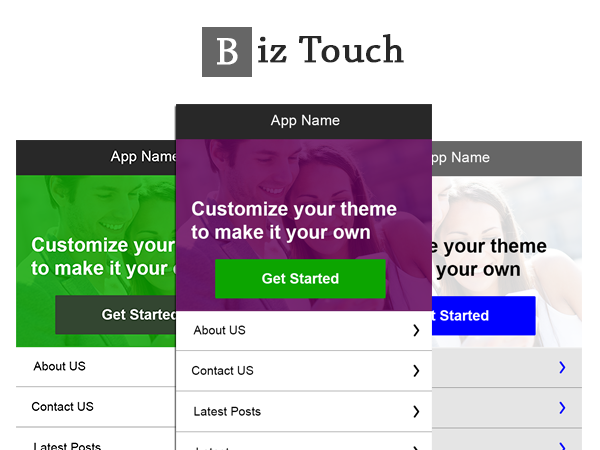 Biz Touch
App Name
Customize your theme
to make it your own
Get Started
About US
Contact US
Latest Posts
App Name
Customize your
to make it your
Get Started
About US
Contact US
Latest Posts
App Name
your theme
your own
Started